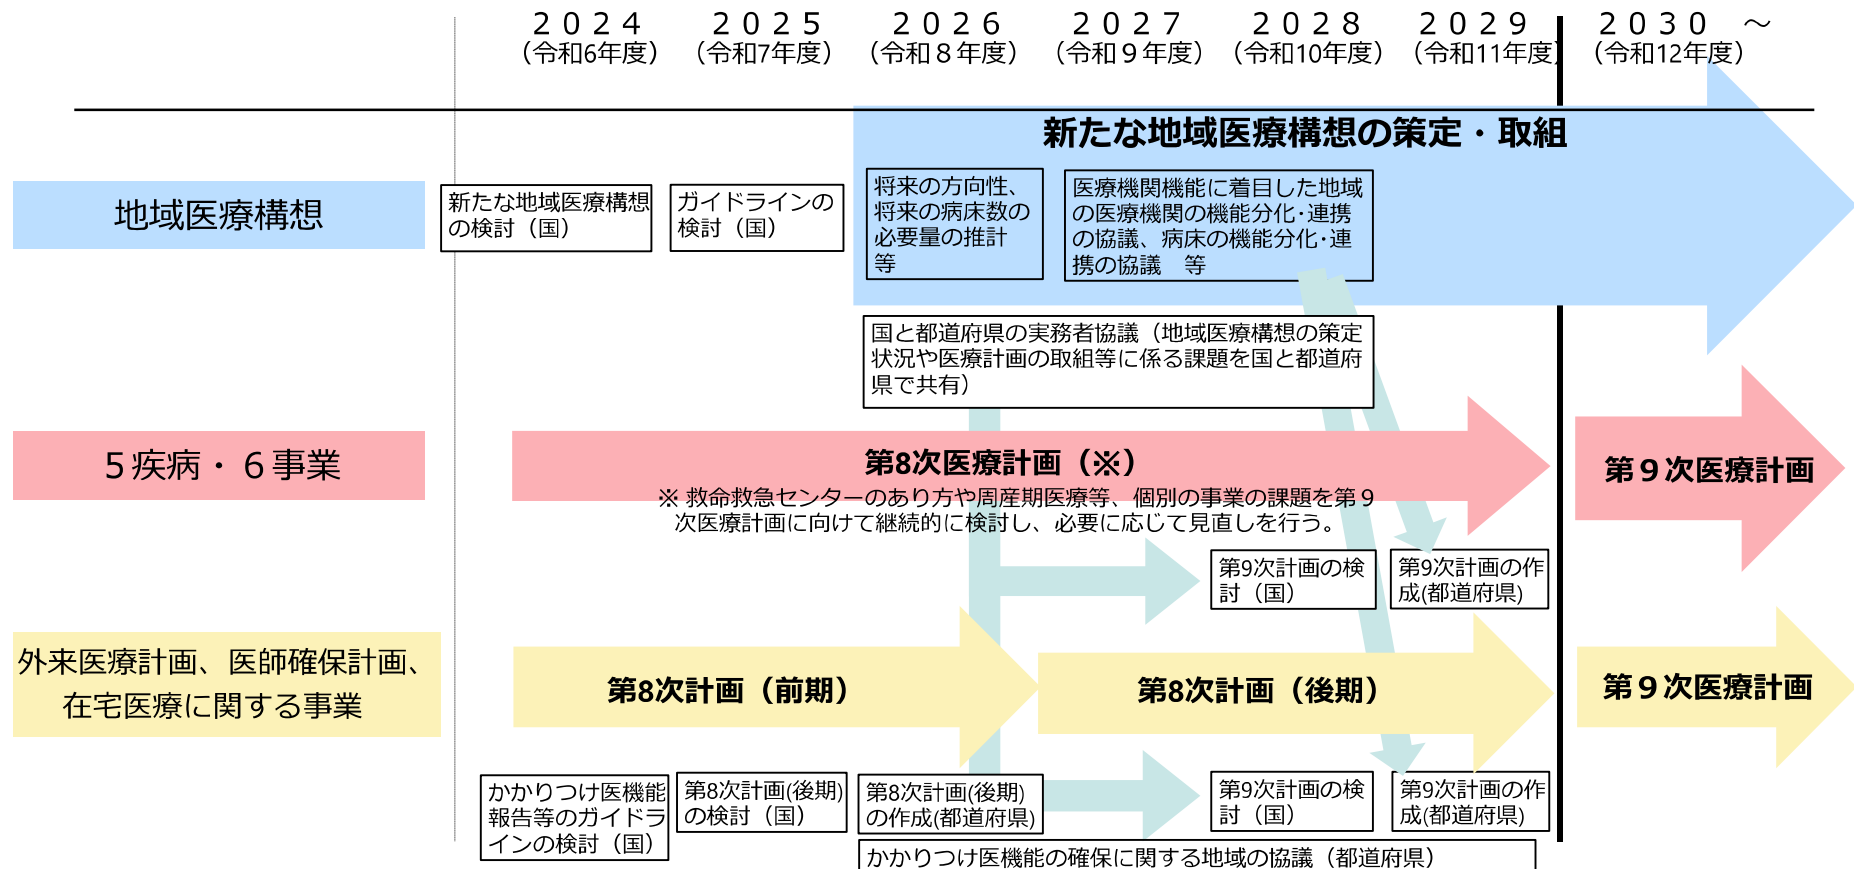 ２０２４
（令和6年度）
２０２５
（令和7年度）
２０２６
（令和８年度）
２０２７
（令和９年度）
２０２８
（令和10年度）
２０２９
（令和11年度）
２０３０　～
（令和12年度）
新たな地域医療構想の策定・取組
地域医療構想
新たな地域医療構想
の検討（国）
ガイドラインの
検討（国）
将来の方向性、
将来の病床数の
必要量の推計
等
医療機関機能に着目した地域
の医療機関の機能分化･連携
の協議、病床の機能分化･連
携の協議　等
国と都道府県の実務者協議（地域医療構想の策定
状況や医療計画の取組等に係る課題を国と都道府
県で共有）
５疾病・６事業
第8次医療計画（※）
※ 救命救急センターのあり方や周産期医療等、個別の事業の課題を第９
次医療計画に向けて継続的に検討し、必要に応じて見直しを行う。
第９次医療計画
第9次計画の検
討（国）
第9次計画の作
成(都道府県)
外来医療計画、医師確保計画、
在宅医療に関する事業
第8次計画（前期）
第8次計画（後期）
第９次医療計画
かかりつけ医機能
報告等のガイドラ
インの検討（国）
第8次計画(後期)
の検討（国）
第8次計画(後期)
の作成(都道府県)
第9次計画の検
討（国）
第9次計画の作
成(都道府県)
かかりつけ医機能の確保に関する地域の協議（都道府県）